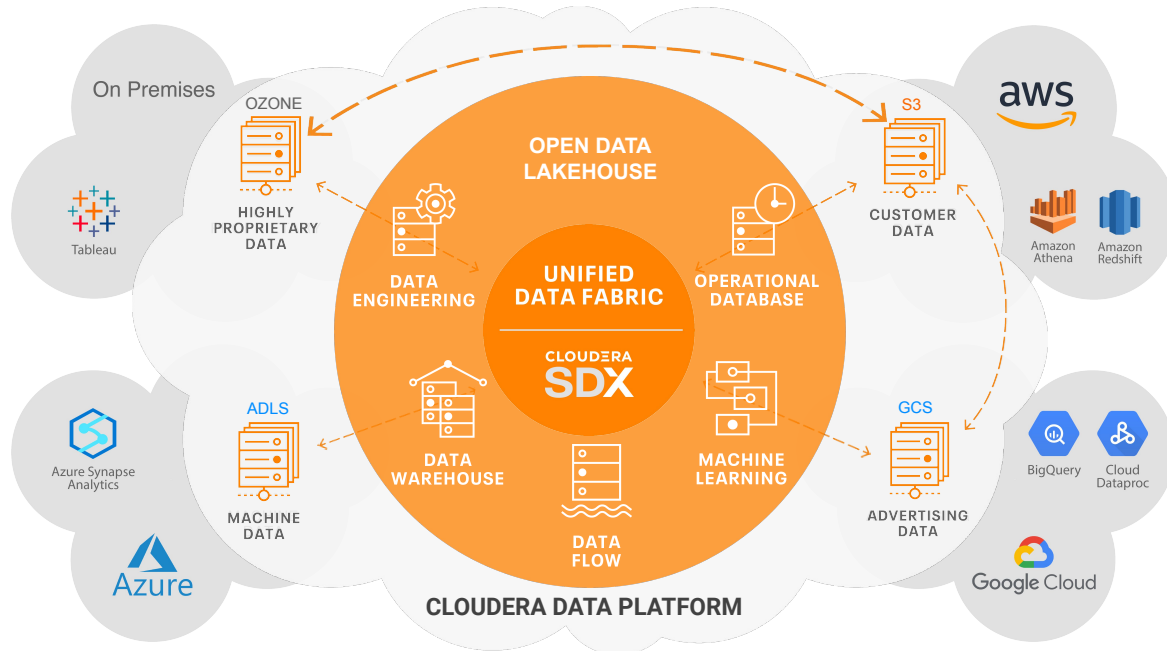 On Premises
OZONE
HIGHLY
PROPRIETARY
DATA
Tableau
S3
CUSTOMER
DATA
aws
Amazon
Athena
Amazon
Redshift
OPEN DATA
LAKEHOUSE
DATA
ENGINEERING
OPERATIONAL
DATABASE
UNIFIED
DATA FABRIC
CLOUDERA
SDX
DATA
WAREHOUSE
MACHINE
LEARNING
DATA
FLOW
ADLS
MACHINE
DATA
Azure Synapse
Analytics
Azure
GCS
ADVERTISING
DATA
BigQuery
Cloud
Dataproc
Google Cloud
CLOUDERA DATA PLATFORM